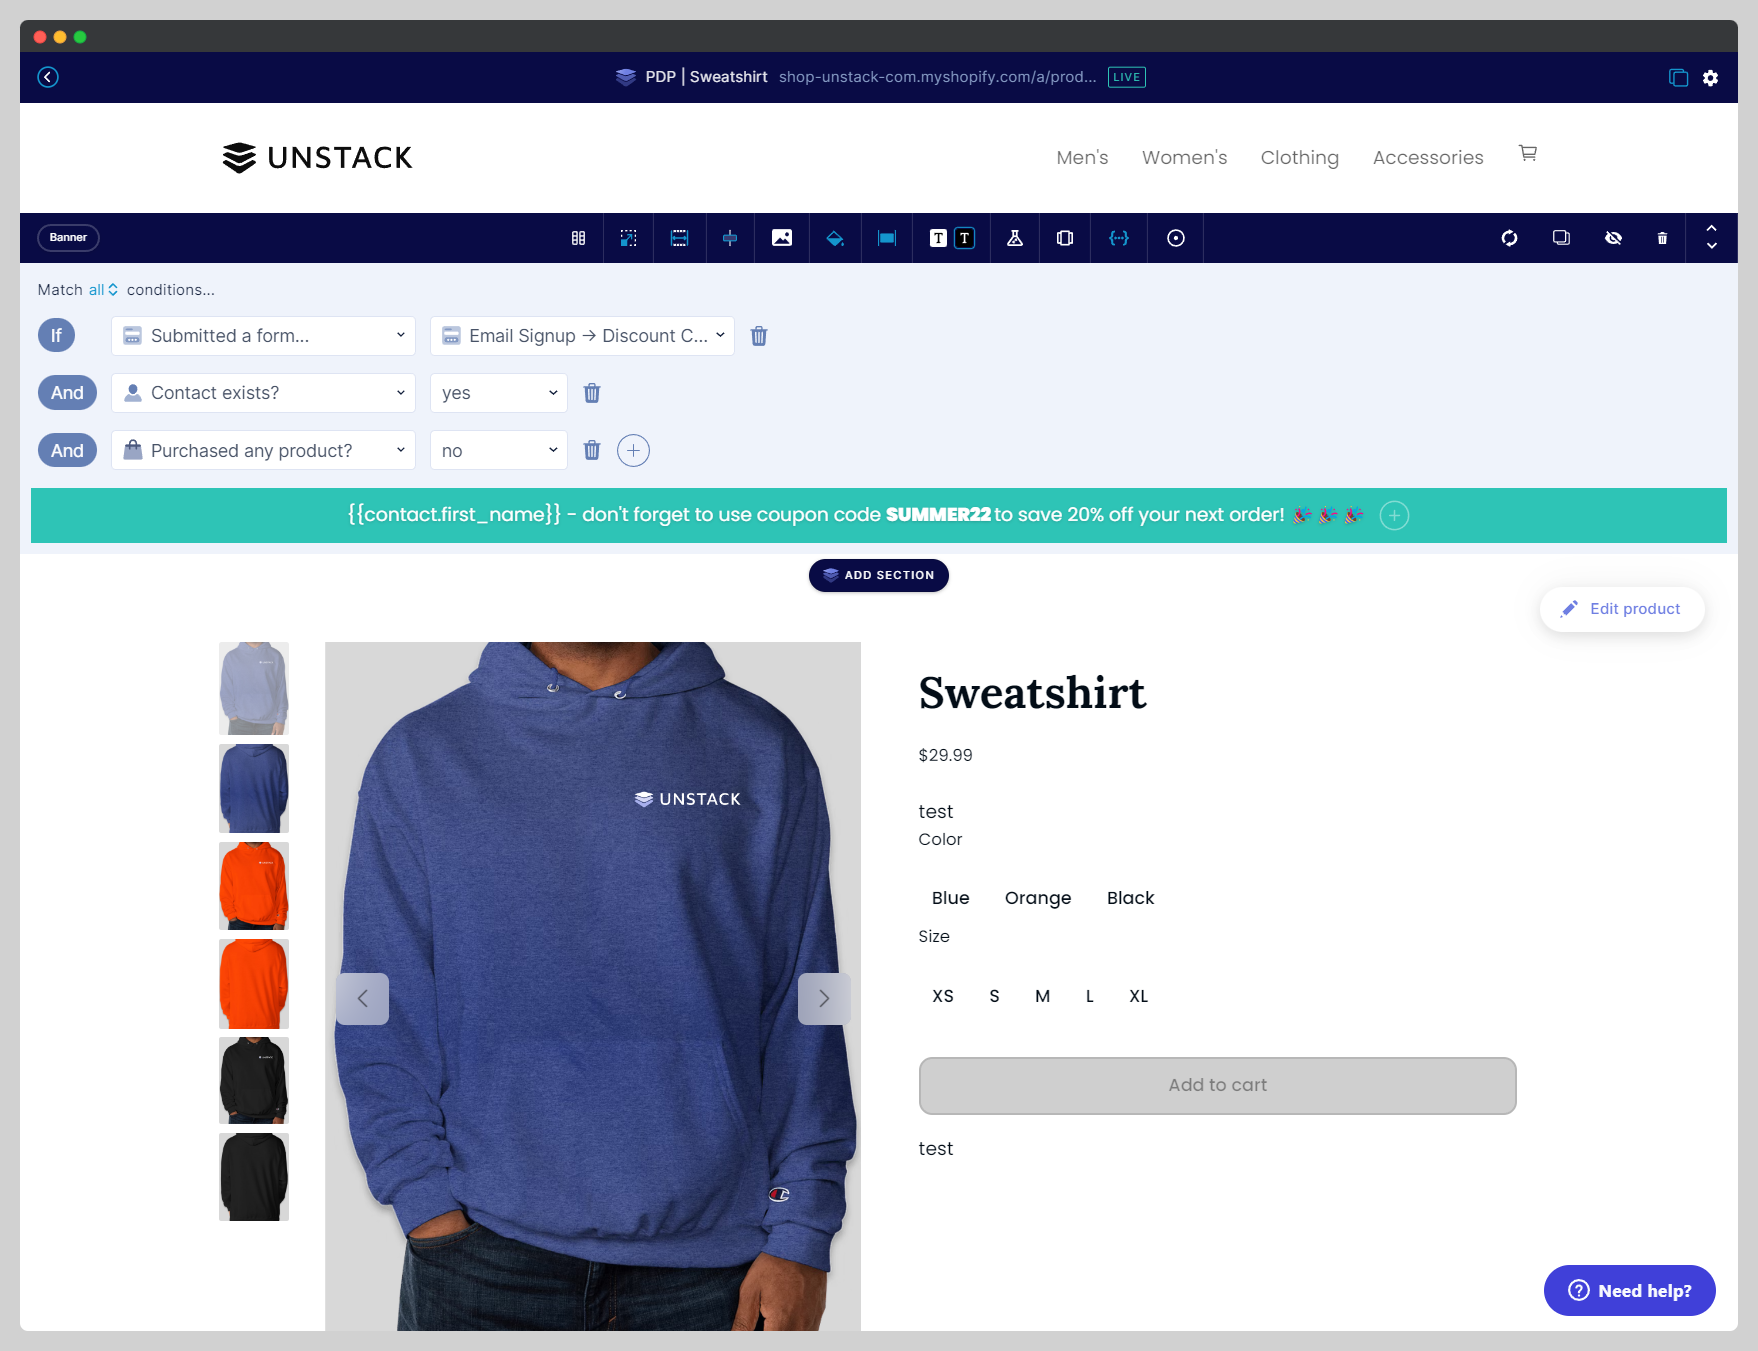 PDP | Sweatshirt shop-unstack-com.myshopify.com/a/prod... LIVE
UNSTACK
Men's Women's Clothing Accessories
Banner
T T
Match all conditions...
If Submitted a form... Email Signup → Discount C...
And Contact exists? yes
And Purchased any product? no
{{contact.first_name}} - don't forget to use coupon code SUMMER22 to save 20% off your next order! 🎉 🎉 🎉
ADD SECTION
Edit product
Sweatshirt
$29.99
UNSTACK
test
Color
Blue Orange Black
Size
XS S M L XL
Add to cart
test
Need help?